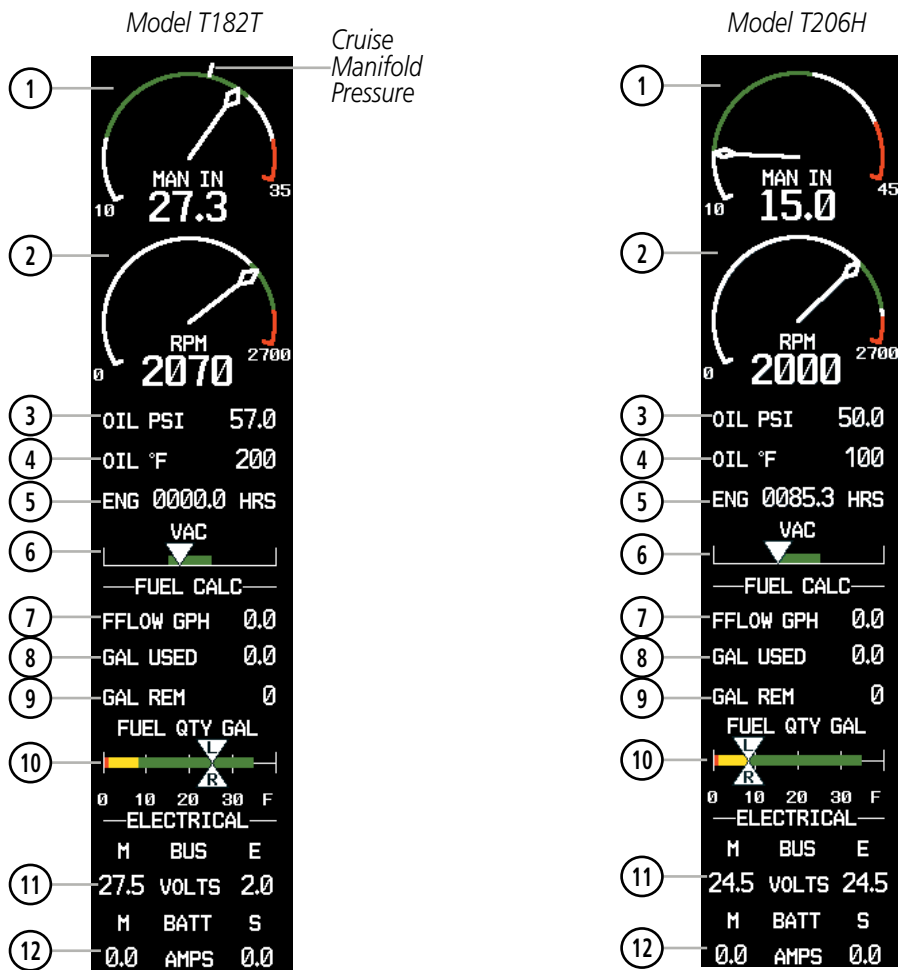 Model T182T
Cruise
Manifold
Pressure
1
MAN IN
27.3
10
35
2
RPM
2070
0
2700
3
OIL PSI 57.0
4
OIL °F 200
5
ENG 0000.0 HRS
VAC
6
FUEL CALC
7
FFLOW GPH 0.0
8
GAL USED 0.0
9
GAL REM 0
FUEL QTY GAL
L
10
R
0 10 20 30 F
ELECTRICAL
M BUS E
11
27.5 VOLTS 2.0
M BATT S
12
0.0 AMPS 0.0
Model T206H
1
MAN IN
15.0
10
45
2
RPM
2000
0
2700
3
OIL PSI 50.0
4
OIL °F 100
5
ENG 0085.3 HRS
VAC
6
FUEL CALC
7
FFLOW GPH 0.0
8
GAL USED 0.0
9
GAL REM 0
FUEL QTY GAL
L
10
R
0 10 20 30 F
ELECTRICAL
M BUS E
11
24.5 VOLTS 24.5
M BATT S
12
0.0 AMPS 0.0